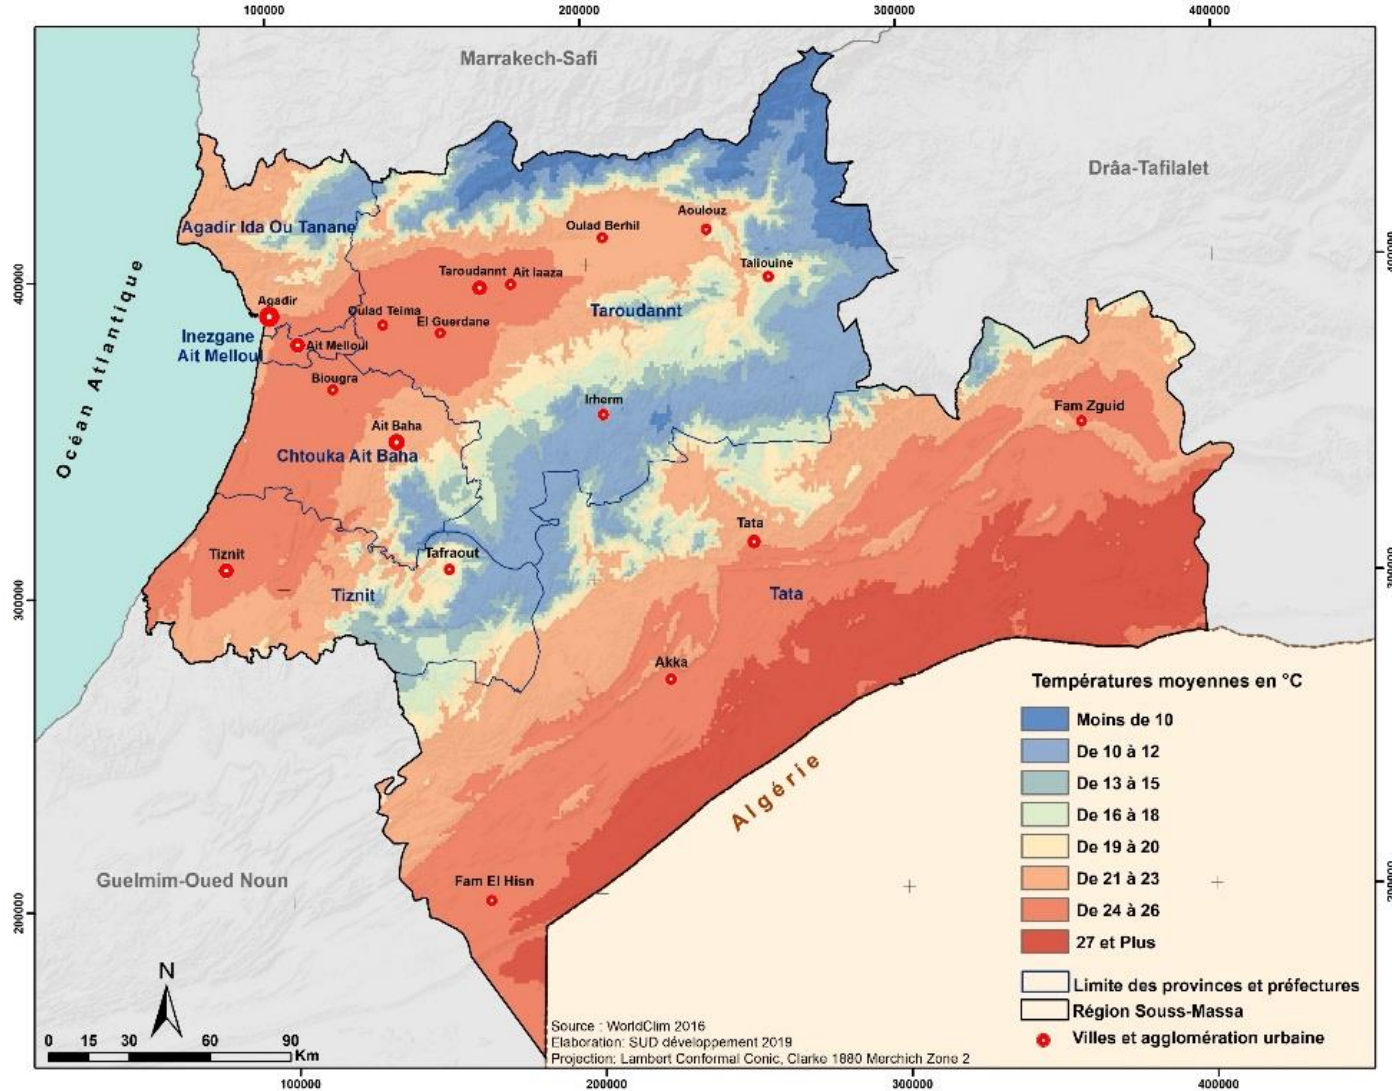 100000
200000
300000
400000
Marrakech-Safi
Drâa-Tafilalet
Agadir Ida Ou Tanane
Oulad Berhil
Aoulouz
Taliouine
400000
400000
Océan Atlantique
Taroudannt
Ait Iaaza
Agadir
Oulad Teima
El Guerdane
Taroudannt
Inezgane
Ait Melloul
Ait Melloul
Biougra
Irherm
Fam Zguid
Ait Baha
Chtouka Ait Baha
Tata
Tiznit
Tafraout
Tiznit
Tata
300000
300000
Akka
Algérie
Guelmim-Oued Noun
Fam El Hisn
200000
200000
Températures moyennes en °C
Moins de 10
De 10 à 12
De 13 à 15
De 16 à 18
De 19 à 20
De 21 à 23
De 24 à 26
27 et Plus
Limite des provinces et préfectures
Région Souss-Massa
Villes et agglomération urbaine
N
0 15 30 60 90
Km
Source : WorldClim 2016
Elaboration: SUD développement 2019
Projection: Lambert Conformal Conic, Clarke 1880 Merchich Zone 2
100000
200000
300000
400000